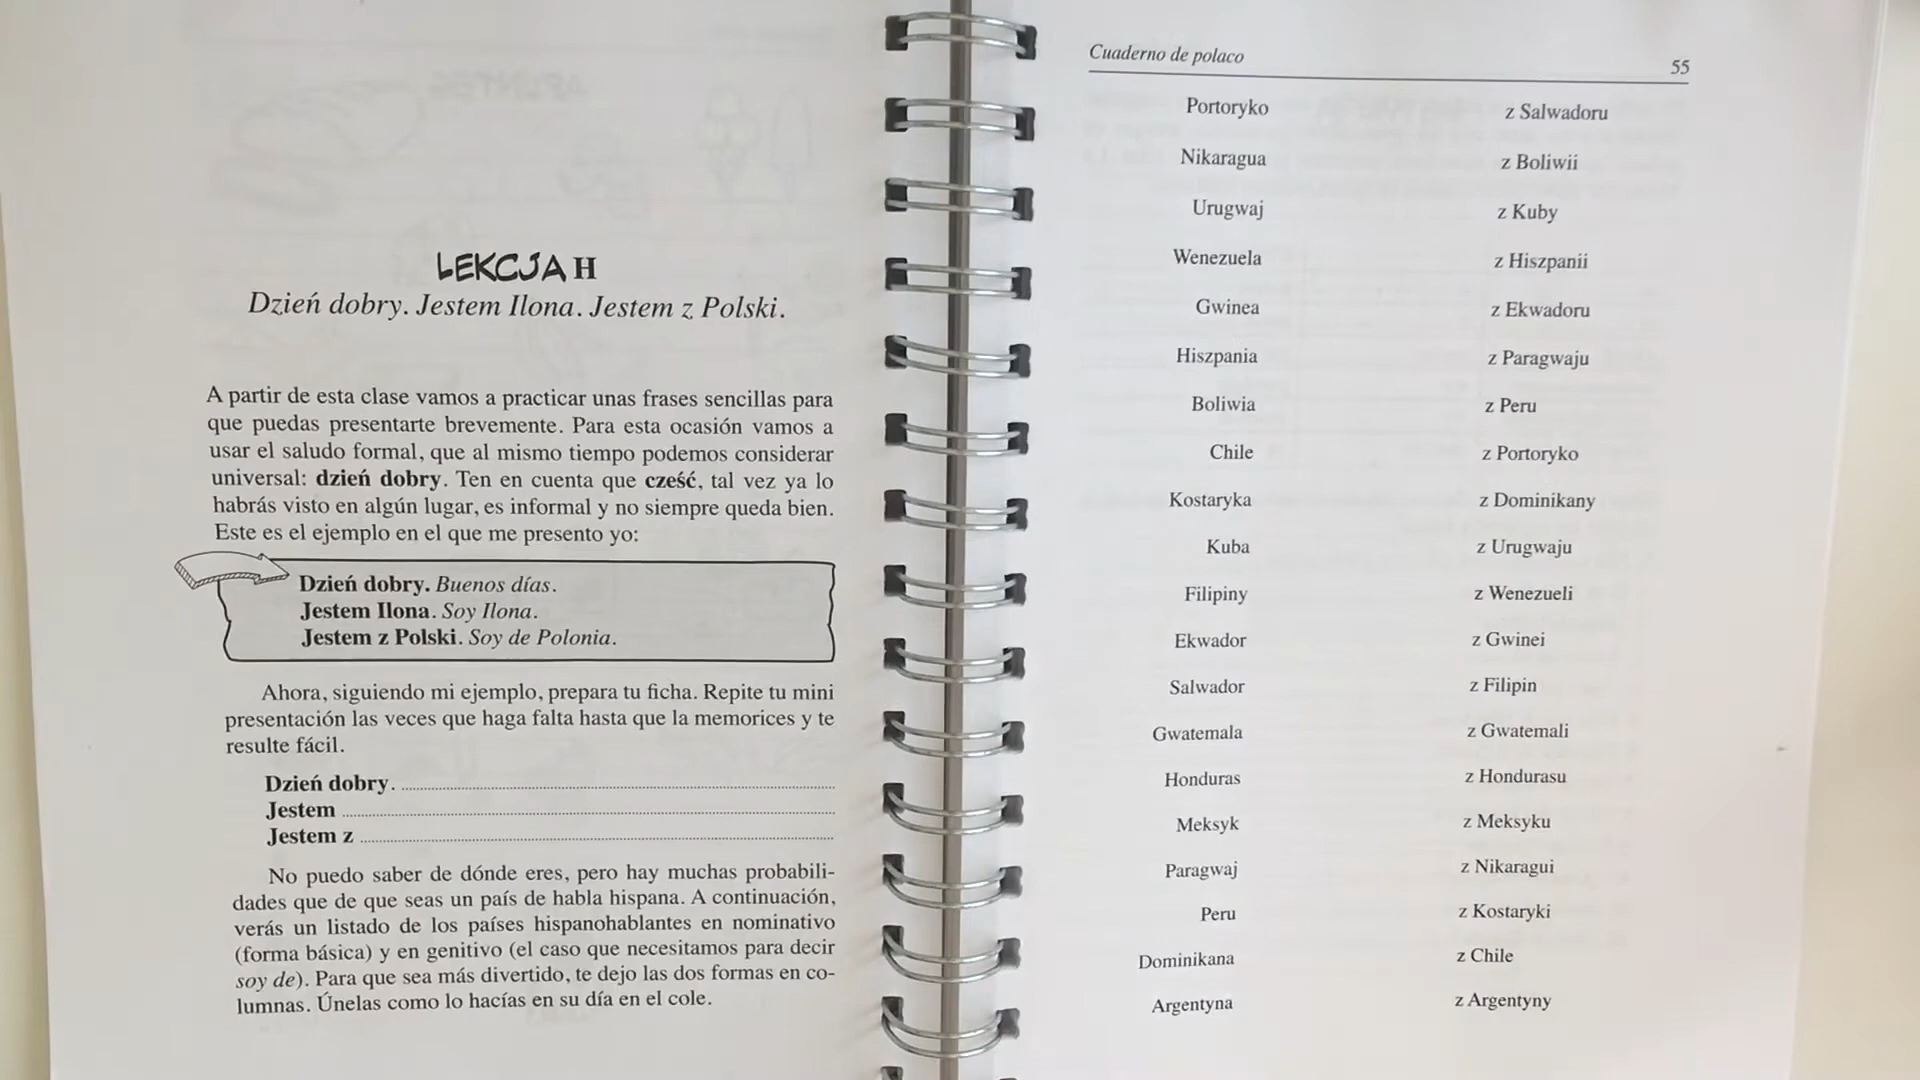 LEKCJA H
Dzień dobry. Jestem Ilona. Jestem z Polski.
A partir de esta clase vamos a practicar unas frases sencillas para
que puedas presentarte brevemente. Para esta ocasión vamos a
usar el saludo formal, que al mismo tiempo podemos considerar
universal: dzień dobry. Ten en cuenta que cześć, tal vez ya lo
habrás visto en algún lugar, es informal y no siempre queda bien.
Este es el ejemplo en el que me presento yo:
Dzień dobry. Buenos días.
Jestem Ilona. Soy Ilona.
Jestem z Polski. Soy de Polonia.
Ahora, siguiendo mi ejemplo, prepara tu ficha. Repite tu mini
presentación las veces que haga falta hasta que la memorices y te
resulte fácil.
Dzień dobry.
Jestem
Jestem z
No puedo saber de dónde eres, pero hay muchas probabili-
dades que de que seas un país de habla hispana. A continuación,
verás un listado de los países hispanohablantes en nominativo
(forma básica) y en genitivo (el caso que necesitamos para decir
soy de). Para que sea más divertido, te dejo las dos formas en co-
lumnas. Únelas como lo hacías en su día en el cole.
Cuaderno de polaco 55
Portoryko z Salwadoru
Nikaragua z Boliwii
Urugwaj z Kuby
Wenezuela z Hiszpanii
Gwinea z Ekwadoru
Hiszpania z Paragwaju
Boliwia z Peru
Chile z Portoryko
Kostaryka z Dominikany
Kuba z Urugwaju
Filipiny z Wenezueli
Ekwador z Gwinei
Salwador z Filipin
Gwatemala z Gwatemali
Honduras z Hondurasu
Meksyk z Meksyku
Paragwaj z Nikaragui
Peru z Kostaryki
Dominikana z Chile
Argentyna z Argentyny